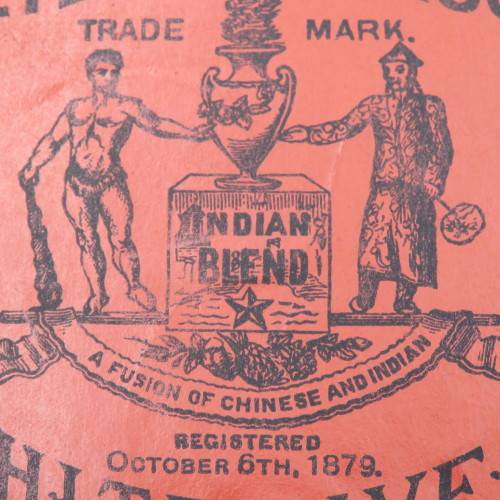 TRADE MARK.
INDIAN
BLEND
A FUSION OF CHINESE AND INDIAN
REGISTERED
OCTOBER 6TH, 1879.